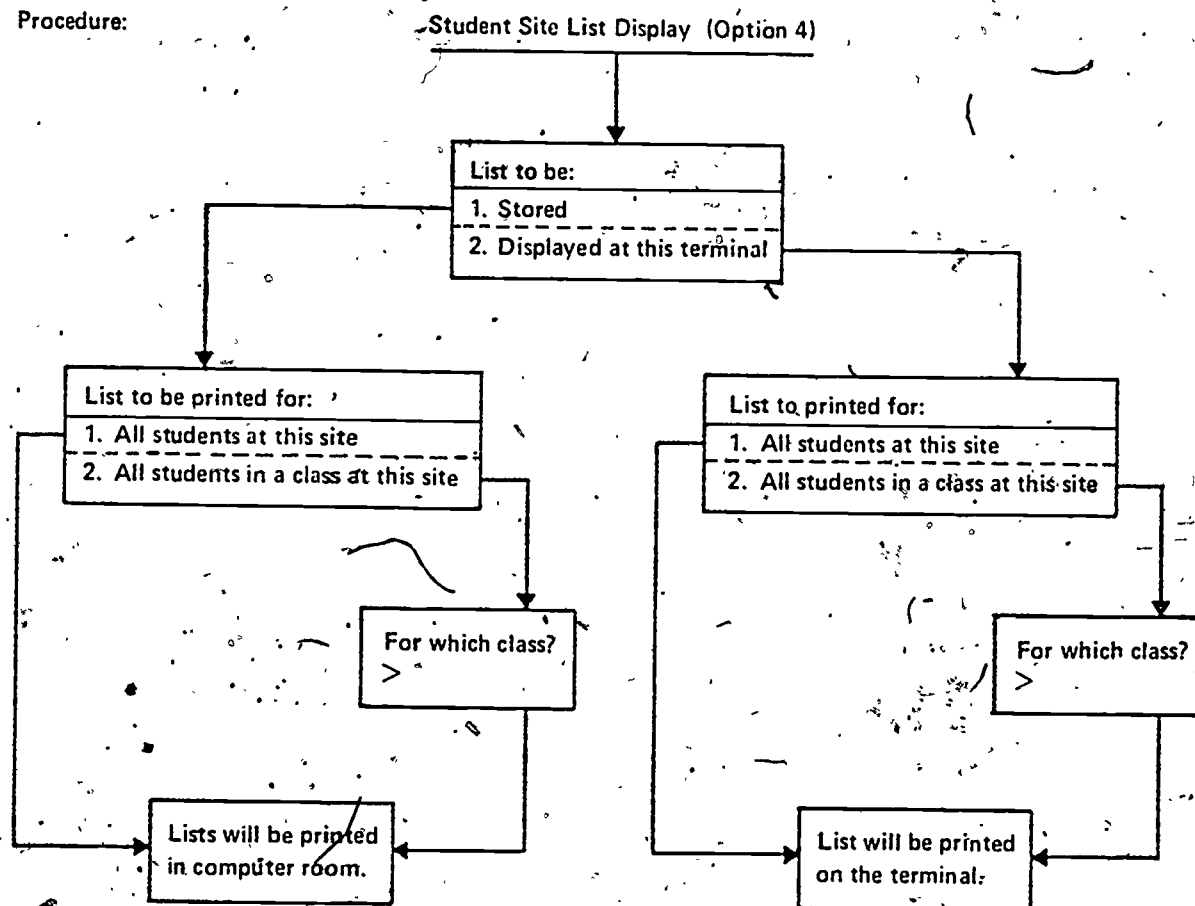 Procedure:
Student Site List Display (Option 4)
List to be:
1. Stored
2. Displayed at this terminal
List to be printed for:
1. All students at this site
2. All students in a class at this site
List to printed for:
1. All students at this site
2. All students in a class at this site
For which class?
>
For which class?
>
Lists will be printed
in computer room.
List will be printed
on the terminal.